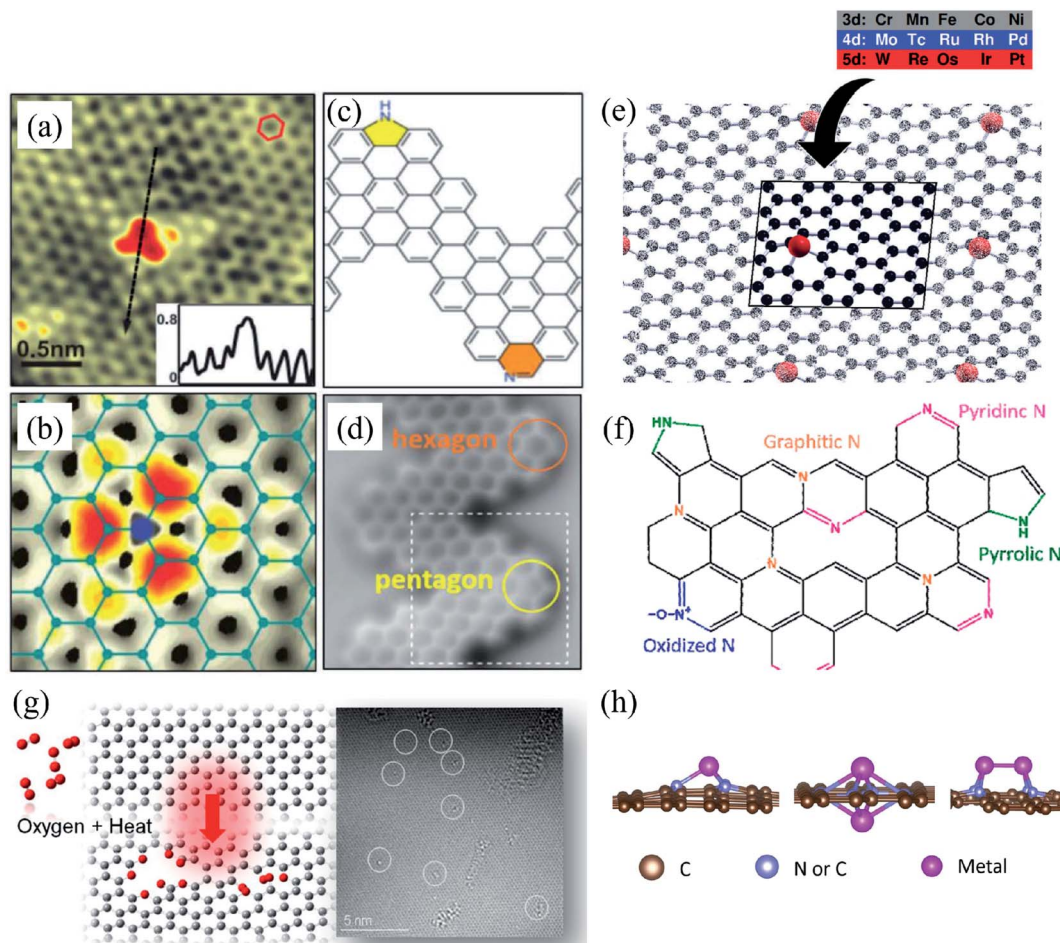 3d: Cr Mn Fe Co Ni
4d: Mo Tc Ru Rh Pd
5d: W Re Os Ir Pt
(a)
0.8
0
0.5nm
(c)
H
N
N
(e)
(b)
(d)
hexagon
pentagon
(f)
HN
Graphitic N
N
Pyridinc N
N
N
N
N
N
H
Pyrrolic N
N
N
−O−N+
Oxidized N
(g)
Oxygen + Heat
5 nm
(h)
C
N or C
Metal